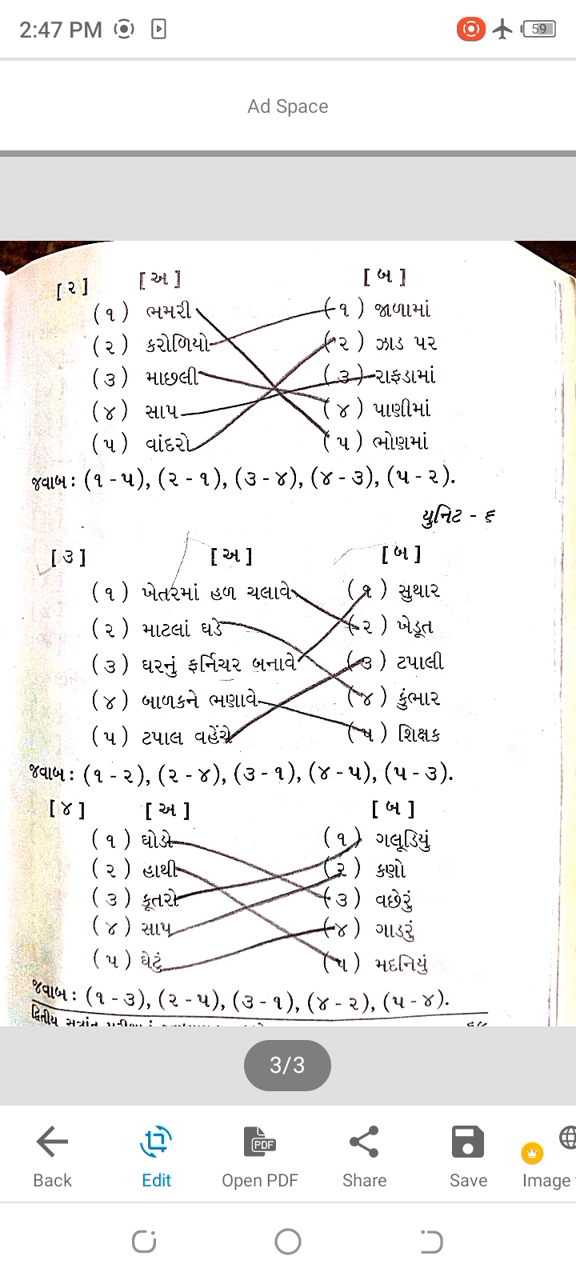 2:47 PM 59
Ad Space
[૨] [અ] [બ]
(૧) ભમરી (૧) જાળામાં
(૨) કરોળિયો (૨) ઝાડ પર
(૩) માછલી (૩) રાફડામાં
(૪) સાપ (૪) પાણીમાં
(૫) વાંદરો (૫) ભોણમાં
જવાબ : (૧ - ૫), (૨ - ૧), (૩ - ૪), (૪ - ૩), (૫ - ૨).
યુનિટ - ૬
[૩] [અ] [બ]
(૧) ખેતરમાં હળ ચલાવે (૧) સુથાર
(૨) માટલાં ઘડે (૨) ખેડૂત
(૩) ઘરનું ફર્નિચર બનાવે (૩) ટપાલી
(૪) બાળકને ભણાવે (૪) કુંભાર
(૫) ટપાલ વહેંચે (૫) શિક્ષક
જવાબ : (૧ - ૨), (૨ - ૪), (૩ - ૧), (૪ - ૫), (૫ - ૩).
[૪] [અ] [બ]
(૧) ઘોડો (૧) ગલૂડિયું
(૨) હાથી (૨) કણો
(૩) કૂતરો (૩) વછેરું
(૪) સાપ (૪) ગાડરું
(૫) ઘેટું (૫) મદનિયું
જવાબ : (૧ - ૩), (૨ - ૫), (૩ - ૧), (૪ - ૨), (૫ - ૪).
દ્વિતીય સત્રાંત
3/3
Back Edit Open PDF Share Save Image